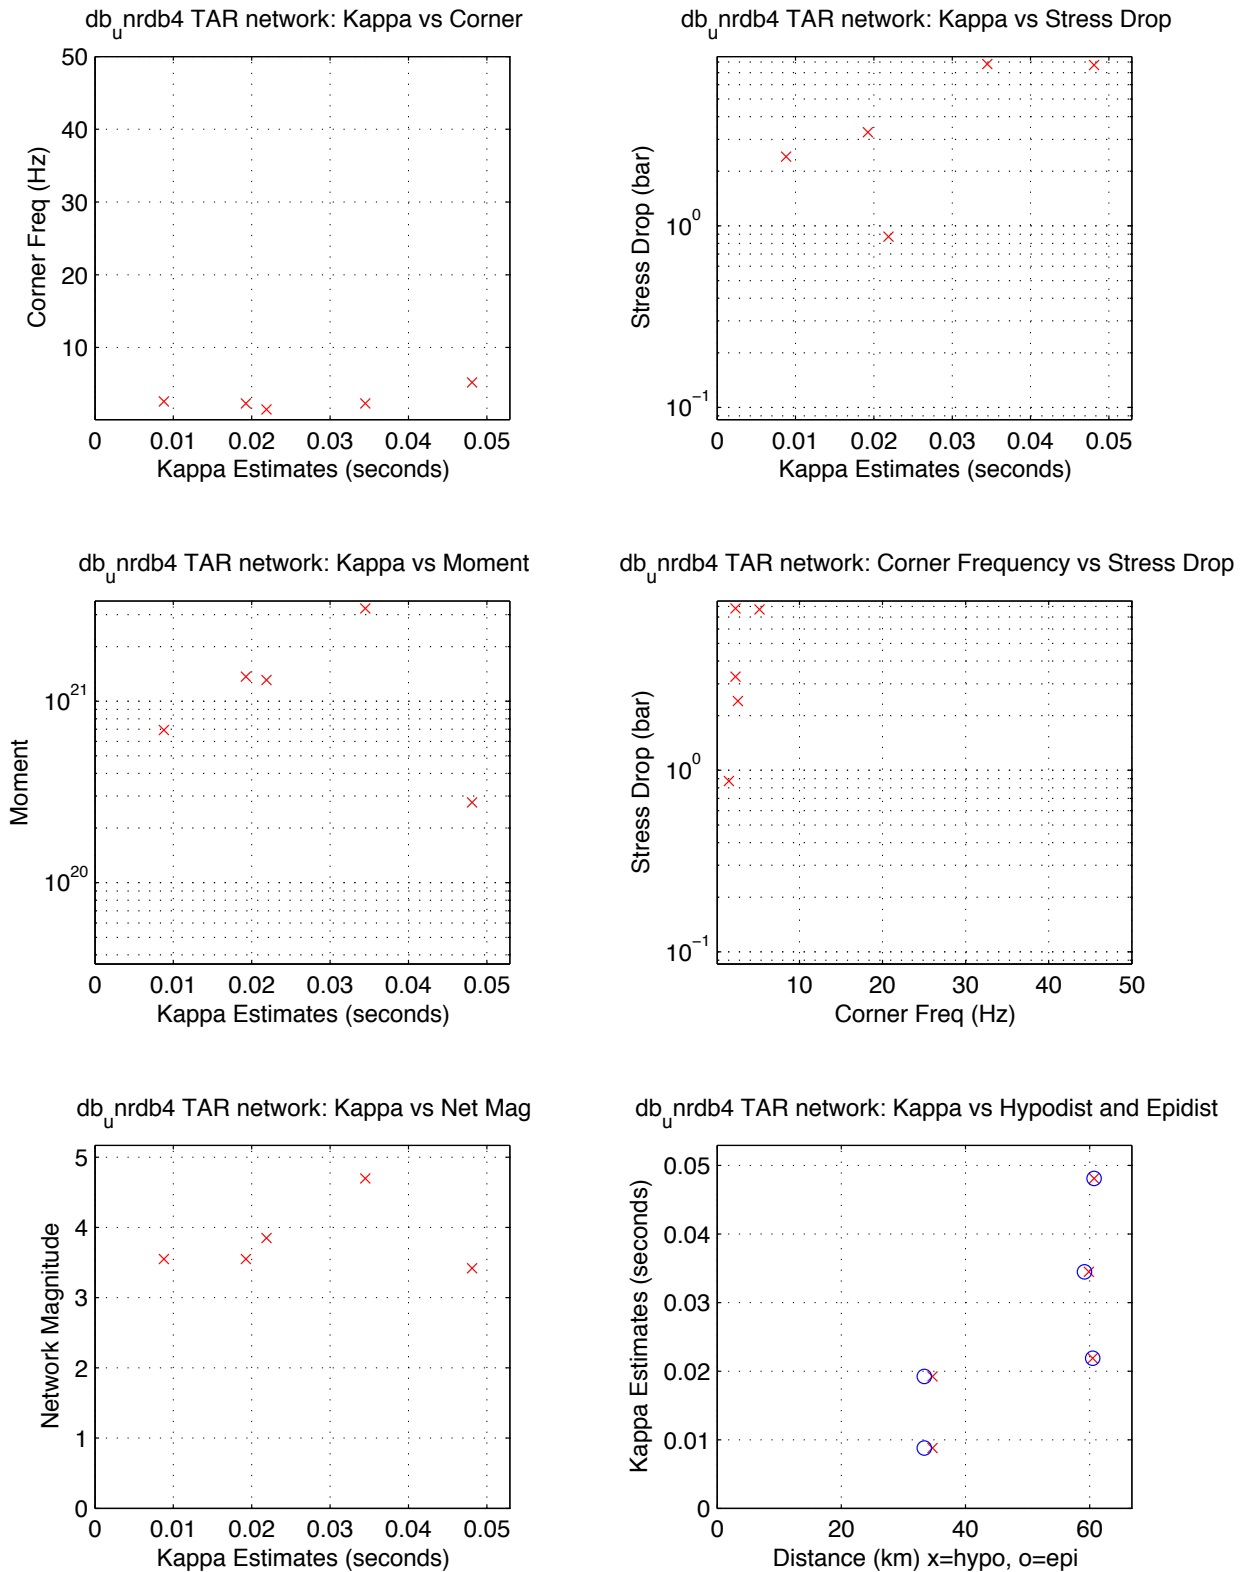 db_unrdb4 TAR network: Kappa vs Corner
50
40
30
20
10
Corner Freq (Hz)
0 0.01 0.02 0.03 0.04 0.05
Kappa Estimates (seconds)
db_unrdb4 TAR network: Kappa vs Stress Drop
10^0
10^-1
Stress Drop (bar)
0 0.01 0.02 0.03 0.04 0.05
Kappa Estimates (seconds)
db_unrdb4 TAR network: Kappa vs Moment
10^21
10^20
Moment
0 0.01 0.02 0.03 0.04 0.05
Kappa Estimates (seconds)
db_unrdb4 TAR network: Corner Frequency vs Stress Drop
10^0
10^-1
Stress Drop (bar)
10 20 30 40 50
Corner Freq (Hz)
db_unrdb4 TAR network: Kappa vs Net Mag
5
4
3
2
1
0
Network Magnitude
0 0.01 0.02 0.03 0.04 0.05
Kappa Estimates (seconds)
db_unrdb4 TAR network: Kappa vs Hypodist and Epidist
0.05
0.04
0.03
0.02
0.01
0
Kappa Estimates (seconds)
0 20 40 60
Distance (km) x=hypo, o=epi